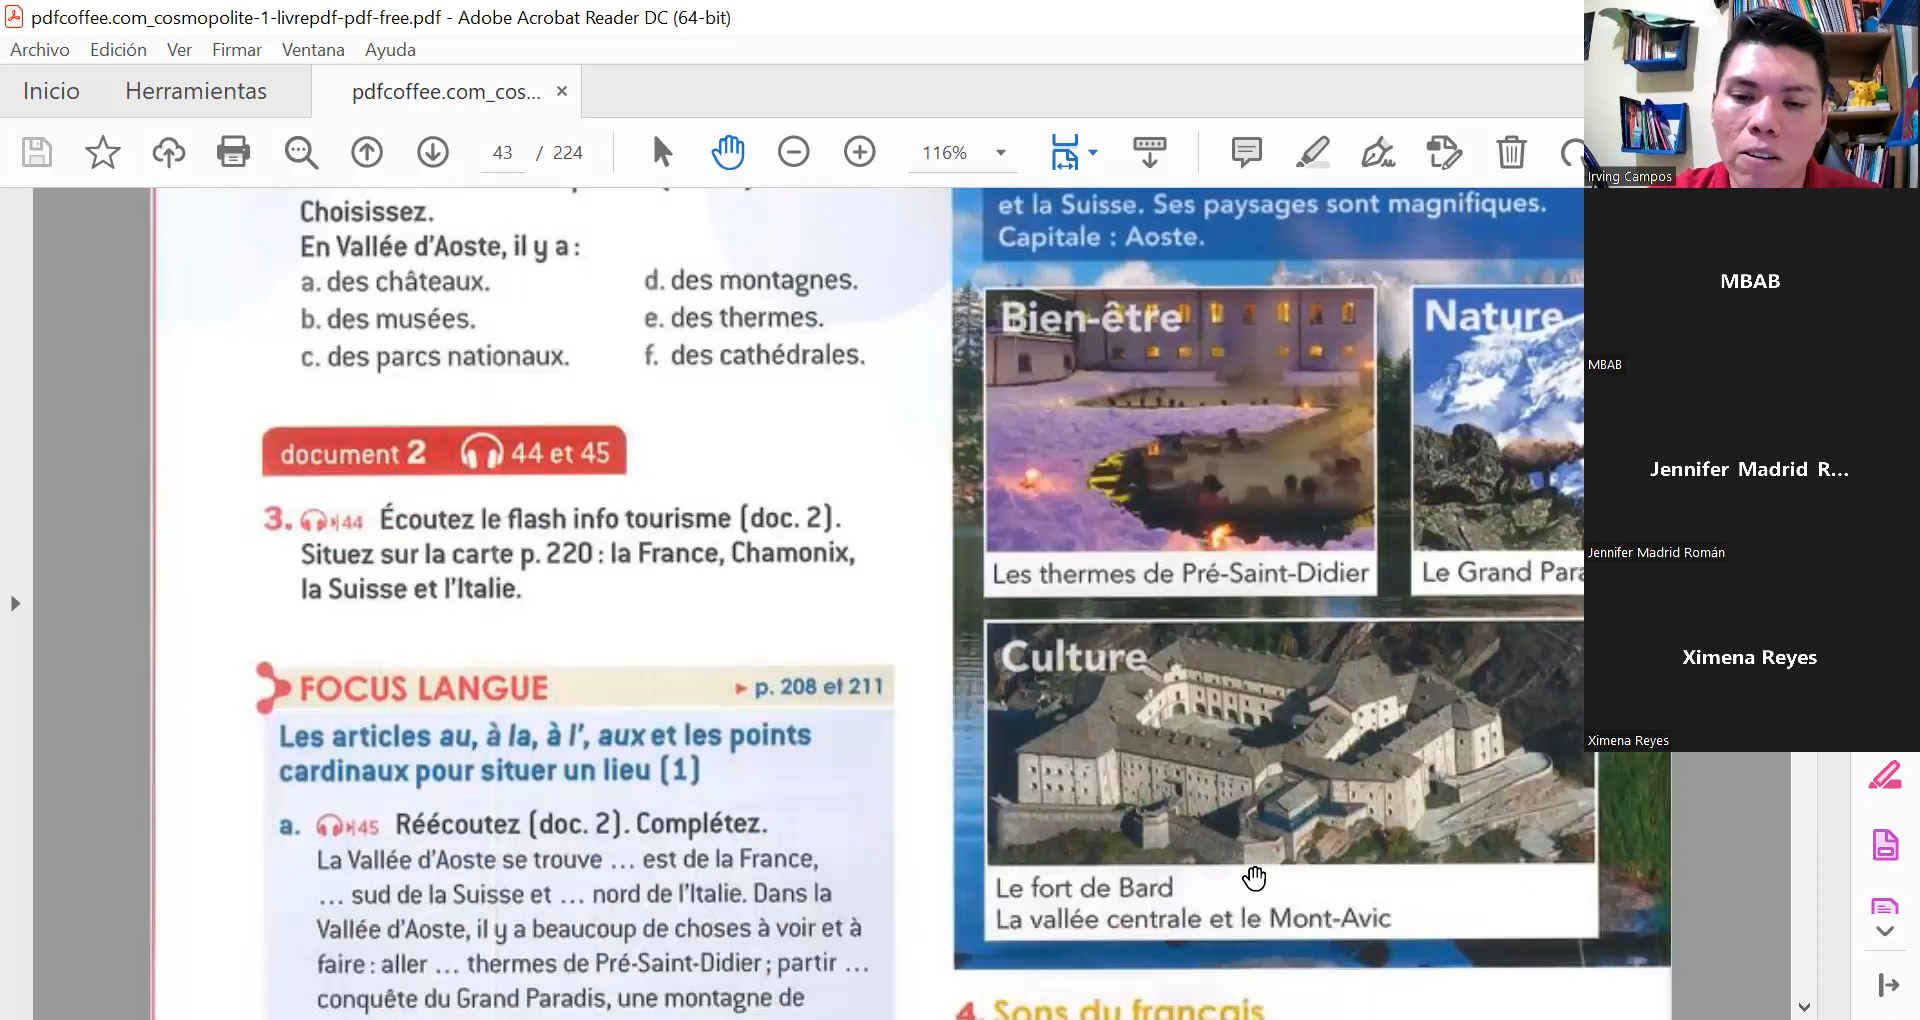 pdfcoffee.com_cosmopolite-1-livrepdf-pdf-free.pdf - Adobe Acrobat Reader DC (64-bit)
Archivo Edición Ver Firmar Ventana Ayuda
Inicio Herramientas pdfcoffee.com_cos... ×
43 / 224 116%
Choisissez.
En Vallée d'Aoste, il y a :
a. des châteaux.
b. des musées.
c. des parcs nationaux.
d. des montagnes.
e. des thermes.
f. des cathédrales.
document 2 44 et 45
3. 44 Écoutez le flash info tourisme (doc. 2).
Situez sur la carte p. 220 : la France, Chamonix,
la Suisse et l'Italie.
FOCUS LANGUE
► p. 208 et 211
Les articles au, à la, à l', aux et les points
cardinaux pour situer un lieu (1)
a. 45 Réécoutez (doc. 2). Complétez.
La Vallée d'Aoste se trouve ... est de la France,
... sud de la Suisse et ... nord de l'Italie. Dans la
Vallée d'Aoste, il y a beaucoup de choses à voir et à
faire : aller ... thermes de Pré-Saint-Didier ; partir ...
conquête du Grand Paradis, une montagne de
et la Suisse. Ses paysages sont magnifiques.
Capitale : Aoste.
Bien-être
Les thermes de Pré-Saint-Didier
Nature
Le Grand Para
Culture
Le fort de Bard
La vallée centrale et le Mont-Avic
4. Sons du français
Irving Campos
MBAB
MBAB
Jennifer Madrid R...
Jennifer Madrid Román
Ximena Reyes
Ximena Reyes